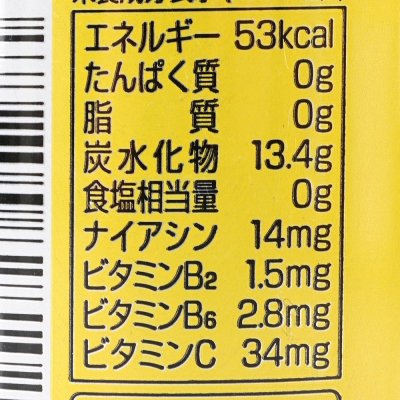 エネルギー 53kcal
たんぱく質 0g
脂質 0g
炭水化物 13.4g
食塩相当量 0g
ナイアシン 14mg
ビタミンB2 1.5mg
ビタミンB6 2.8mg
ビタミンC 34mg